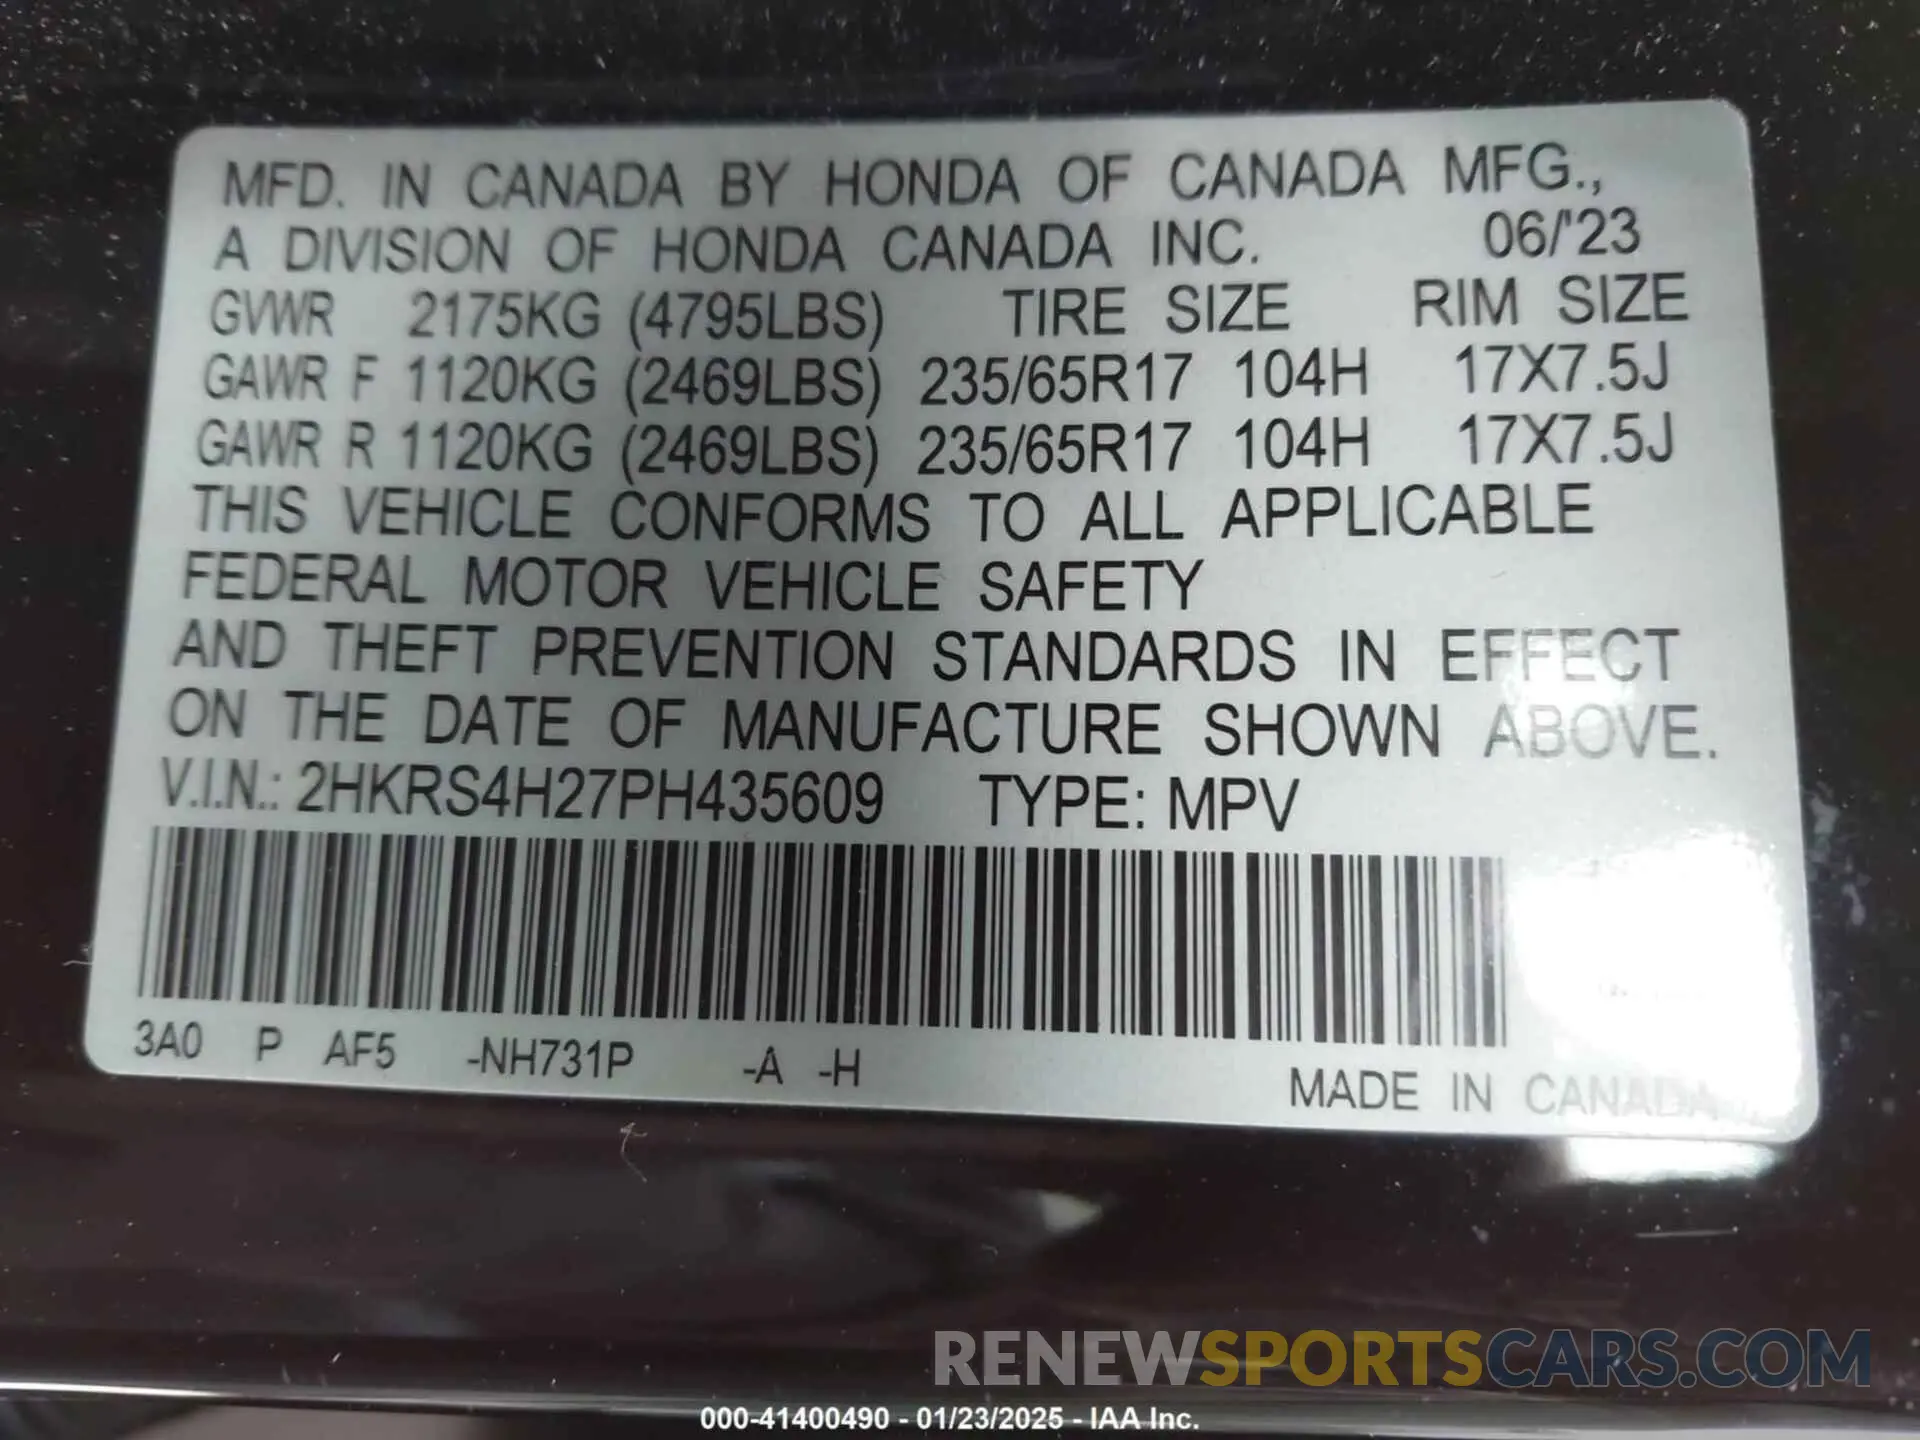 MFD. IN CANADA BY HONDA OF CANADA MFG.,
A DIVISION OF HONDA CANADA INC. 06/'23
GVWR 2175KG (4795LBS) TIRE SIZE RIM SIZE
GAWR F 1120KG (2469LBS) 235/65R17 104H 17X7.5J
GAWR R 1120KG (2469LBS) 235/65R17 104H 17X7.5J
THIS VEHICLE CONFORMS TO ALL APPLICABLE
FEDERAL MOTOR VEHICLE SAFETY
AND THEFT PREVENTION STANDARDS IN EFFECT
ON THE DATE OF MANUFACTURE SHOWN ABOVE.
V.I.N.: 2HKRS4H27PH435609 TYPE: MPV
3A0 P AF5 -NH731P -A -H
MADE IN CANADA
RENEWSPORTSCARS.COM
000-41400490 - 01/23/2025 - IAA Inc.